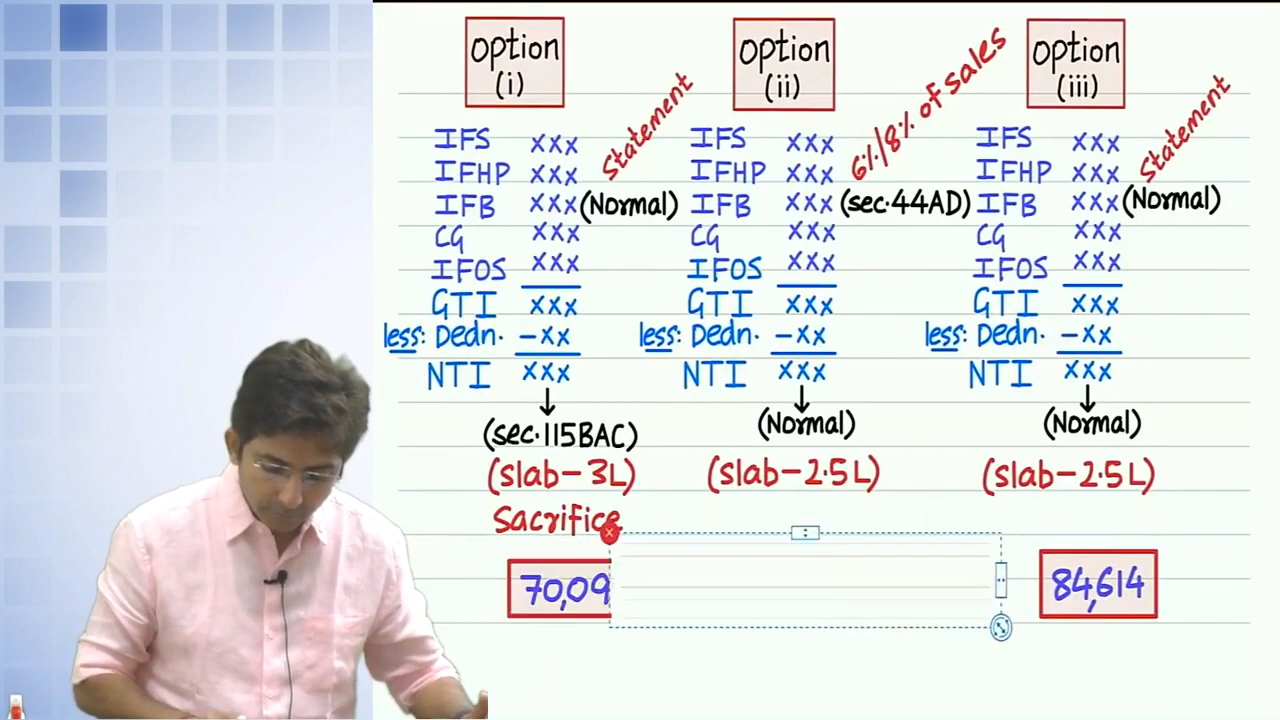 option
(i)
IFS xxx
IFHP xxx
IFB xxx (Normal)
CG xxx
IFOS xxx
GTI xxx
less: Dedn. -xx
NTI xxx
(sec.115BAC)
(slab-3L)
Sacrifice
70,09
Statement
option
(ii)
IFS xxx
IFHP xxx
IFB xxx (sec.44AD)
CG xxx
IFOS xxx
GTI xxx
less: Dedn. -xx
NTI xxx
(Normal)
(slab-2.5L)
6%/8% of sales
option
(iii)
IFS xxx
IFHP xxx
IFB xxx (Normal)
CG xxx
IFOS xxx
GTI xxx
less: Dedn. -xx
NTI xxx
(Normal)
(slab-2.5L)
84,614
Statement